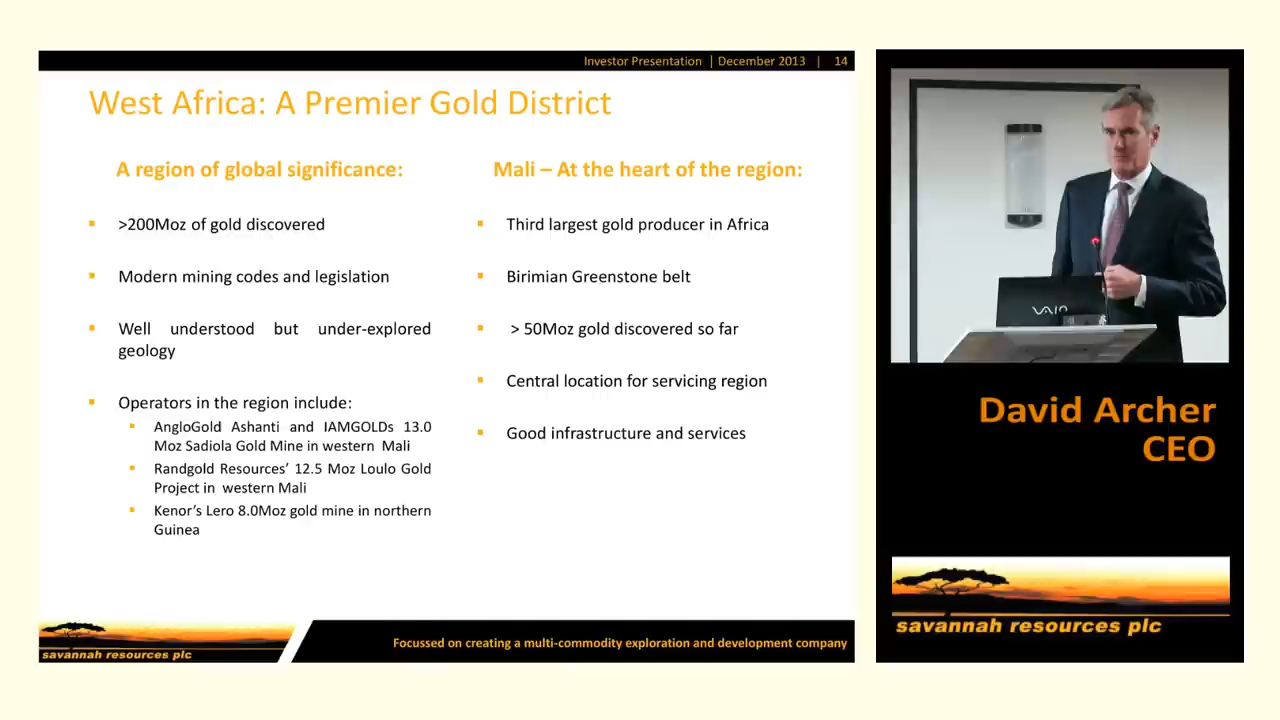 Investor Presentation | December 2013 | 14
West Africa: A Premier Gold District
A region of global significance:
>200Moz of gold discovered
Modern mining codes and legislation
Well understood but under-explored
geology
Operators in the region include:
AngloGold Ashanti and IAMGOLDs 13.0
Moz Sadiola Gold Mine in western Mali
Randgold Resources’ 12.5 Moz Loulo Gold
Project in western Mali
Kenor’s Lero 8.0Moz gold mine in northern
Guinea
Mali – At the heart of the region:
Third largest gold producer in Africa
Birimian Greenstone belt
> 50Moz gold discovered so far
Central location for servicing region
Good infrastructure and services
savannah resources plc
Focussed on creating a multi-commodity exploration and development company
VAIO
David Archer
CEO
savannah resources plc